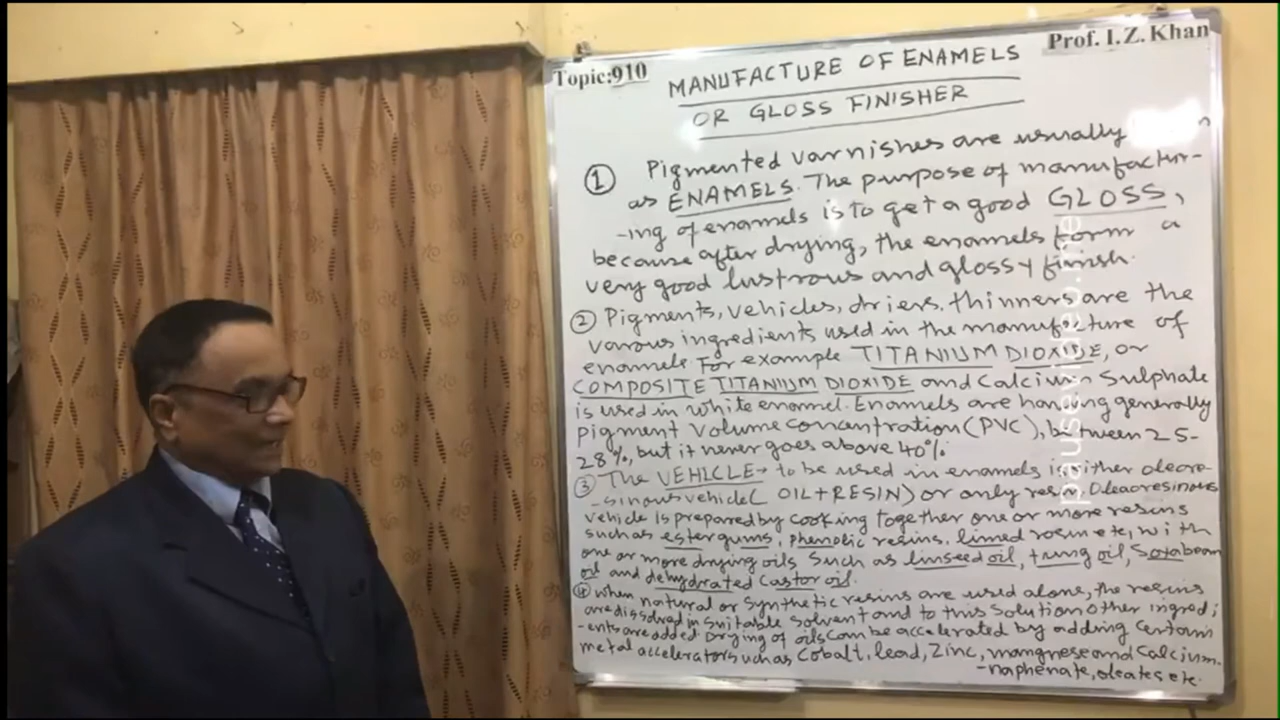 Topic:910
Prof. I.Z. Khan
MANUFACTURE OF ENAMELS
OR GLOSS FINISHER
① Pigmented varnishes are usually
as ENAMELS. The purpose of manufactur-
-ing of enamels is to get a good GLOSS,
because after drying, the enamels form a
very good lustrous and glossy finish.
② Pigments, vehicles, driers, thinners are the
varous ingredients used in the manufacture of
enamels For example TITANIUM DIOXIDE, or
COMPOSITE TITANIUM DIOXIDE and Calcium Sulphate
is used in white enamel. Enamels are having generally
Pigment Volume Concentration (PVC), between 25-
28%, but it never goes above 40%
③ The VEHICLE→ to be used in enamels is either oleore-
-sinous vehicle ( OIL+RESIN) or only resin Oleaoresinous
vehicle is prepared by cooking together one or more resins
such as ester gums, phenolic resins, limed rosin etc, with
one or more drying oils such as linseed oil, trung oil, Soyabean
oil and dehydrated Castor oil.
④ when natural or Synthetic resins are used alone, the resins
are dissolved in suitable solvent and to this solution other ingredi
-ents are added. Drying of oils can be accelerated by adding certain
metal accelerators such as Cobalt, lead, Zinc, mangnese and Calcium.
-naphenate, oleates etc.
pausevideo.me